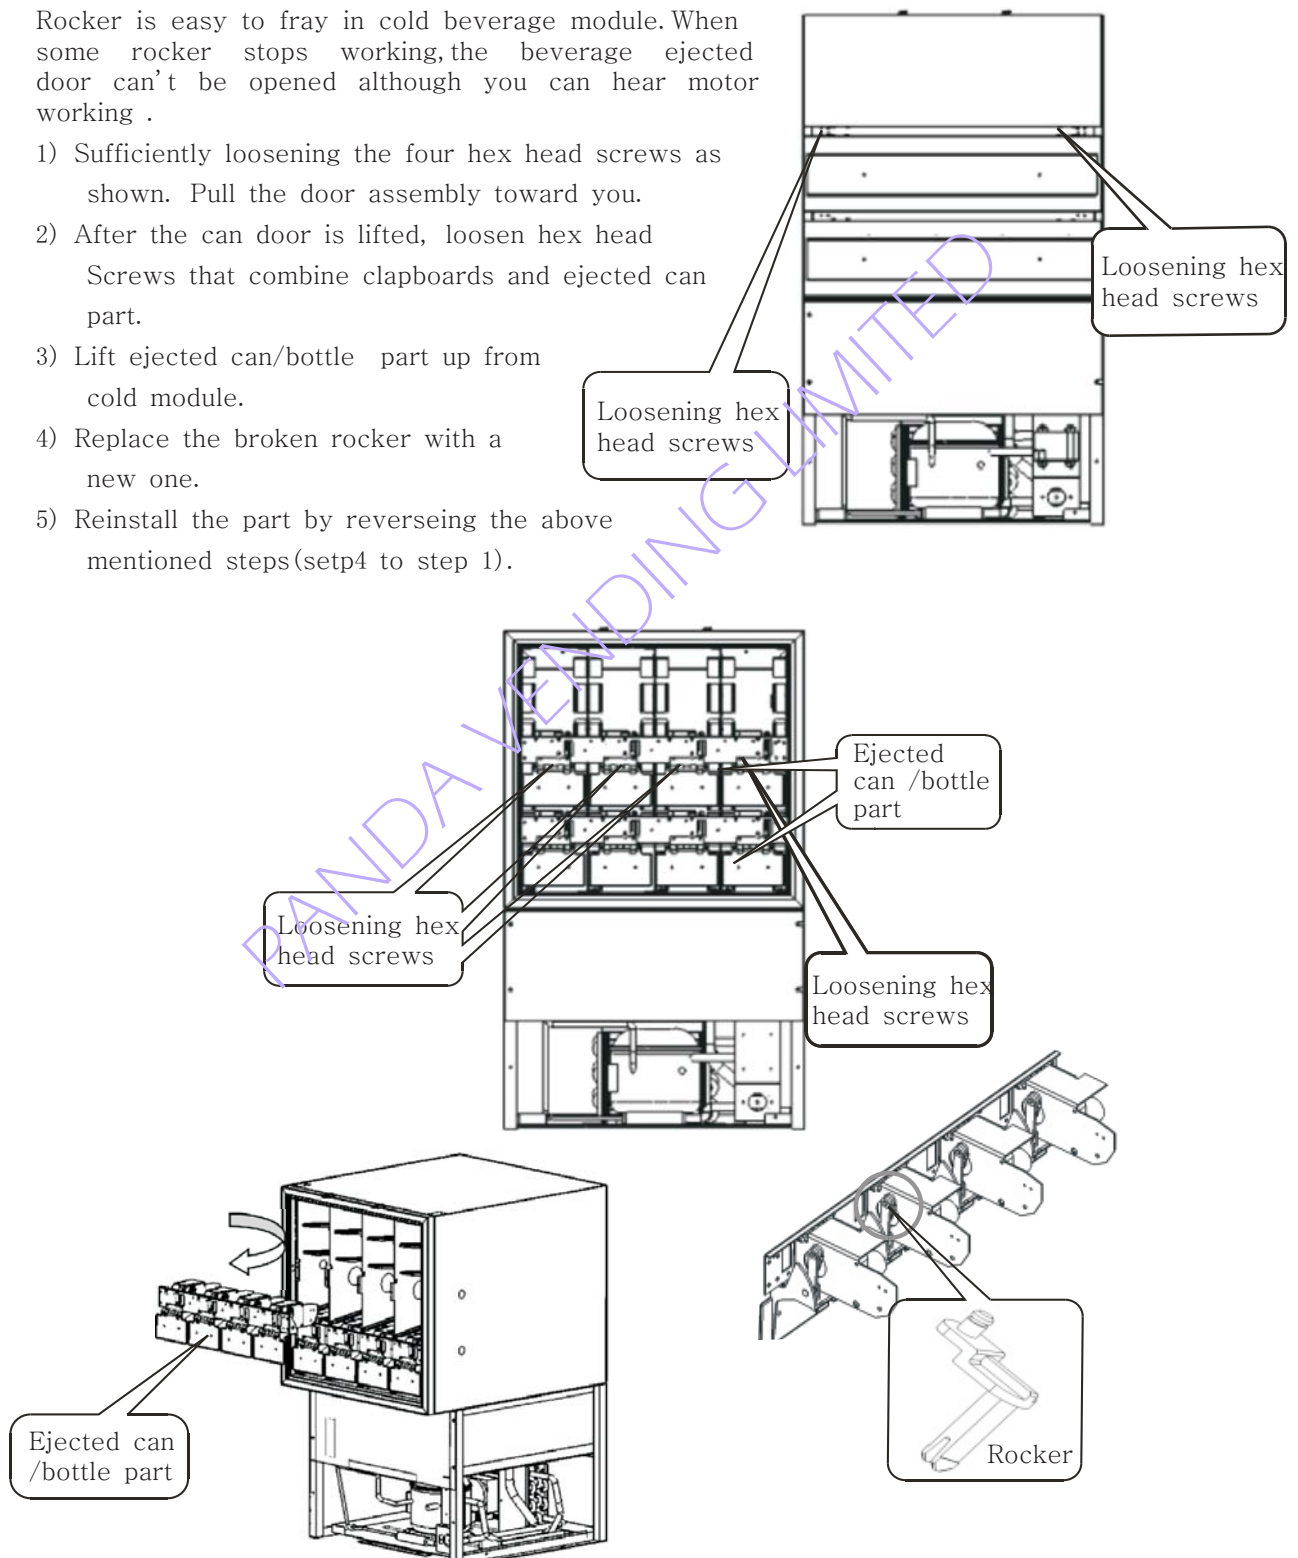 Rocker is easy to fray in cold beverage module. When
some rocker stops working, the beverage ejected
door can't be opened although you can hear motor
working .
1) Sufficiently loosening the four hex head screws as
shown. Pull the door assembly toward you.
2) After the can door is lifted, loosen hex head
Screws that combine clapboards and ejected can
part.
3) Lift ejected can/bottle part up from
cold module.
4) Replace the broken rocker with a
new one.
5) Reinstall the part by reverseing the above
mentioned steps(setp4 to step 1).
Loosening hex
head screws
Loosening hex
head screws
PANDA VENDING LIMITED
Ejected
can /bottle
part
Loosening hex
head screws
Loosening hex
head screws
Ejected can
/bottle part
Rocker